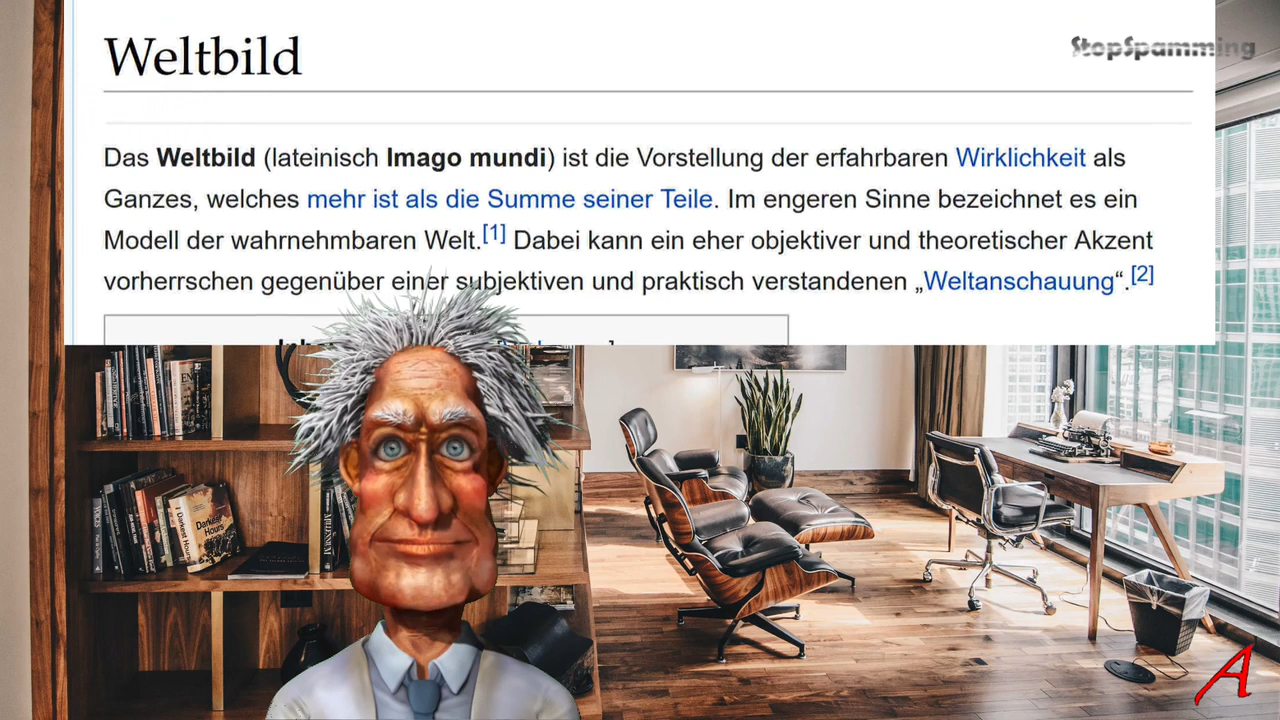 Weltbild
StopSpamming
Das Weltbild (lateinisch Imago mundi) ist die Vorstellung der erfahrbaren Wirklichkeit als
Ganzes, welches mehr ist als die Summe seiner Teile. Im engeren Sinne bezeichnet es ein
Modell der wahrnehmbaren Welt.[1] Dabei kann ein eher objektiver und theoretischer Akzent
vorherrschen gegenüber einer subjektiven und praktisch verstandenen „Weltanschauung“.[2]
Darkest
Hours
A